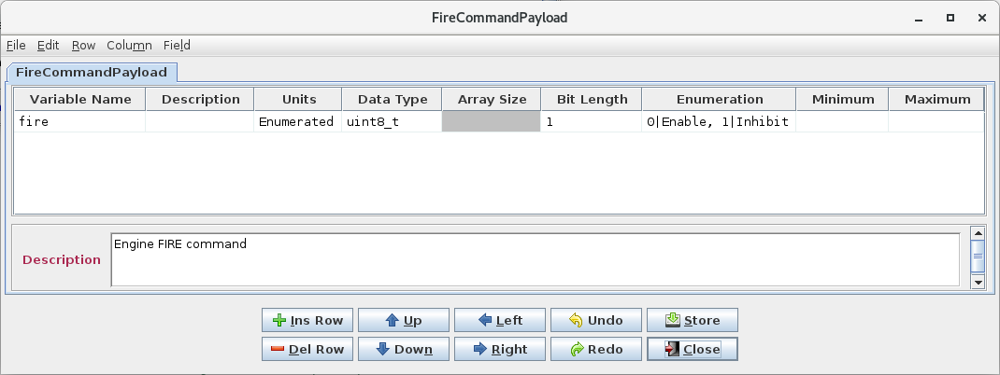 FireCommandPayload
File Edit Row Column Field
FireCommandPayload
Variable Name Description Units Data Type Array Size Bit Length Enumeration Minimum Maximum
fire Enumerated uint8_t 1 0|Enable, 1|Inhibit
Description Engine FIRE command
Ins Row Up Left Undo Store
Del Row Down Right Redo Close